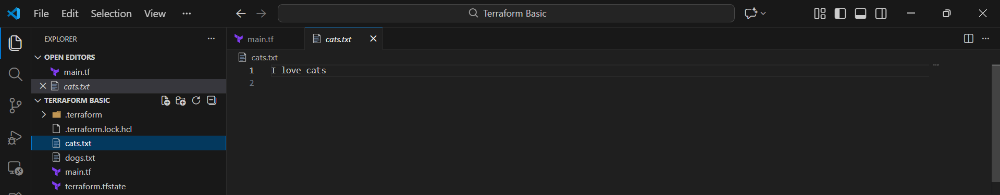 File Edit Selection View ··· Terraform Basic
EXPLORER ···
OPEN EDITORS
main.tf
cats.txt
TERRAFORM BASIC
.terraform
.terraform.lock.hcl
cats.txt
dogs.txt
main.tf
terraform.tfstate
main.tf cats.txt
cats.txt
1 I love cats
2